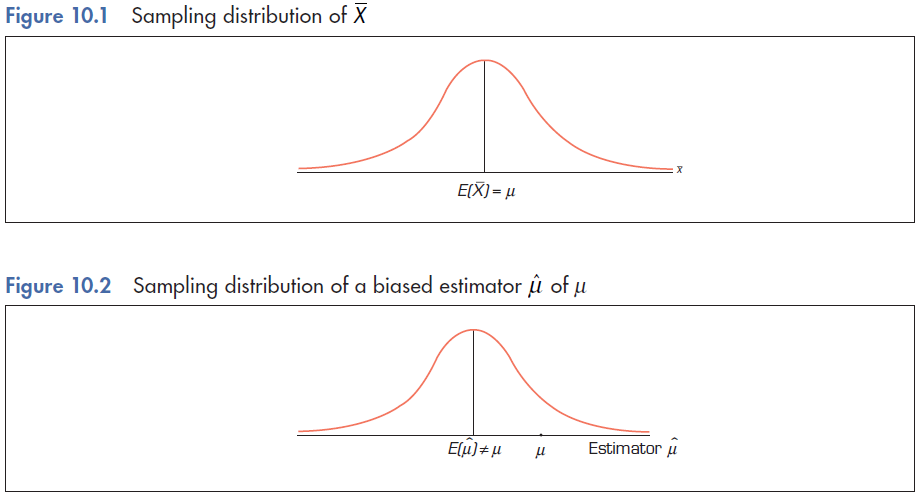 Figure 10.1 Sampling distribution of X̅
x̅
E(X̅) = μ
Figure 10.2 Sampling distribution of a biased estimator μ̂ of μ
E(μ̂) ≠ μ μ Estimator μ̂